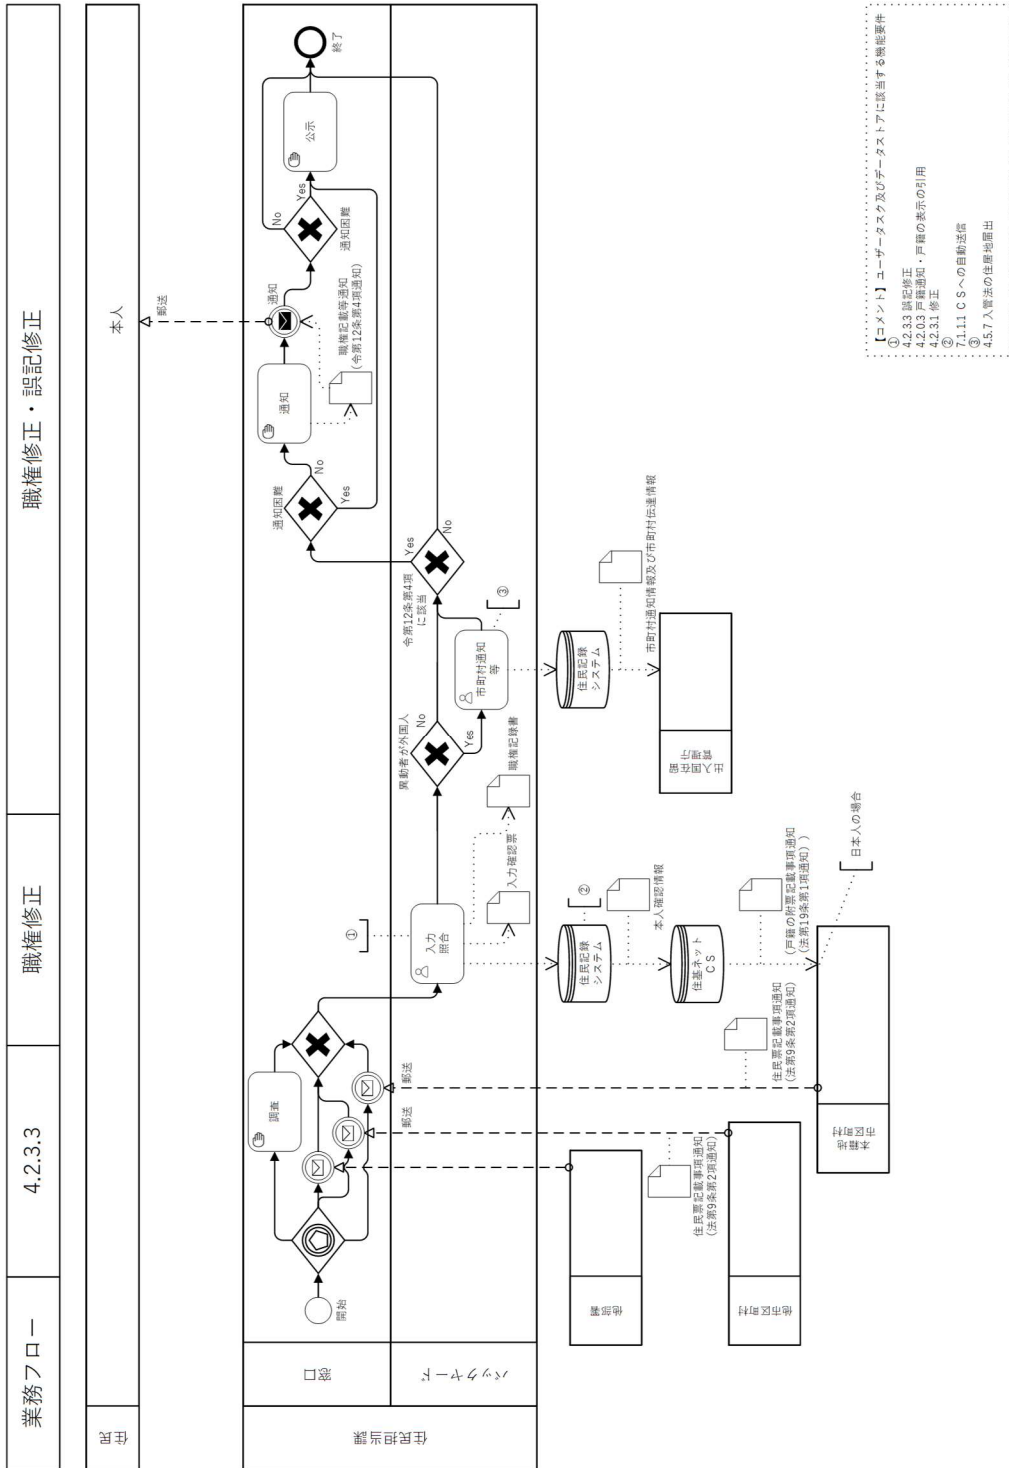 業務フロー
4.2.3.3
職権修正
職権修正・誤記修正
住民
本人
郵送
住民担当課
窓口
バックヤード
開始
調査
郵送
郵送
入力
照合
①
入力確認票
職権記録書
異動者が外国人
No
Yes
市町村通知
等
③
令第12条第4項
に該当
Yes
No
通知困難
No
Yes
通知
職権記載等通知
(令第12条第4項通知)
通知
通知困難
No
Yes
公示
終了
他部署
住民票記載事項通知
(法第9条第2項通知)
他市区町村
住民票記載事項通知
(法第9条第2項通知)
本籍地
市区町村
住民記録
システム
②
本人確認情報
住基ネット
CS
(戸籍の附票記載事項通知
(法第19条第1項通知))
日本人の場合
住民記録
システム
市町村通知情報及び市町村伝達情報
出入国在留
管理庁
【コメント】ユーザータスク及びデータストアに該当する機能要件
①
4.2.3.3 誤記修正
4.2.0.3 戸籍通知・戸籍の表示の引用
4.2.3.1 修正
②
7.1.1.1 CSへの自動送信
③
4.5.7 入管法の住居地届出